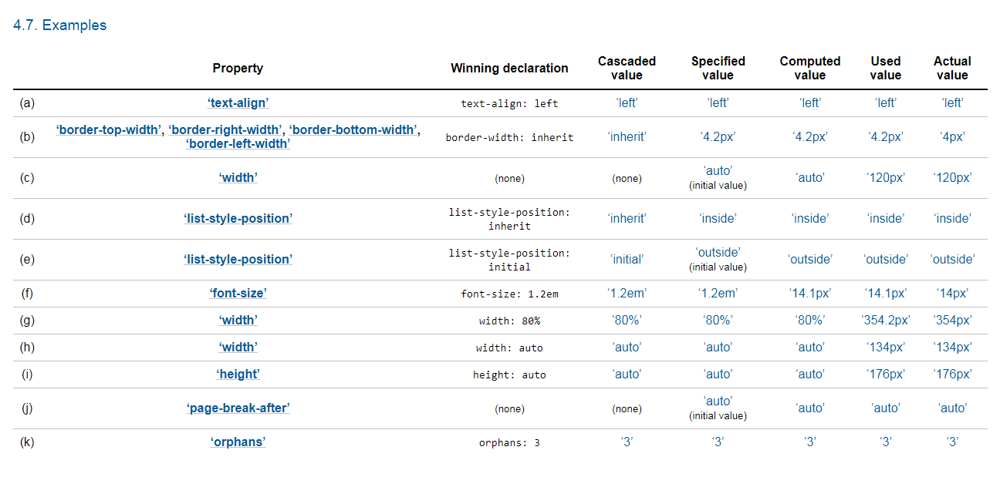 4.7. Examples
Property Winning declaration Cascaded value Specified value Computed value Used value Actual value
(a) ‘text-align’ text-align: left ‘left’ ‘left’ ‘left’ ‘left’ ‘left’
(b) ‘border-top-width’, ‘border-right-width’, ‘border-bottom-width’, ‘border-left-width’ border-width: inherit ‘inherit’ ‘4.2px’ ‘4.2px’ ‘4.2px’ ‘4px’
(c) ‘width’ (none) (none) ‘auto’ (initial value) ‘auto’ ‘120px’ ‘120px’
(d) ‘list-style-position’ list-style-position: inherit ‘inherit’ ‘inside’ ‘inside’ ‘inside’ ‘inside’
(e) ‘list-style-position’ list-style-position: initial ‘initial’ ‘outside’ (initial value) ‘outside’ ‘outside’ ‘outside’
(f) ‘font-size’ font-size: 1.2em ‘1.2em’ ‘1.2em’ ‘14.1px’ ‘14.1px’ ‘14px’
(g) ‘width’ width: 80% ‘80%’ ‘80%’ ‘80%’ ‘354.2px’ ‘354px’
(h) ‘width’ width: auto ‘auto’ ‘auto’ ‘auto’ ‘134px’ ‘134px’
(i) ‘height’ height: auto ‘auto’ ‘auto’ ‘auto’ ‘176px’ ‘176px’
(j) ‘page-break-after’ (none) (none) ‘auto’ (initial value) ‘auto’ ‘auto’ ‘auto’
(k) ‘orphans’ orphans: 3 ‘3’ ‘3’ ‘3’ ‘3’ ‘3’